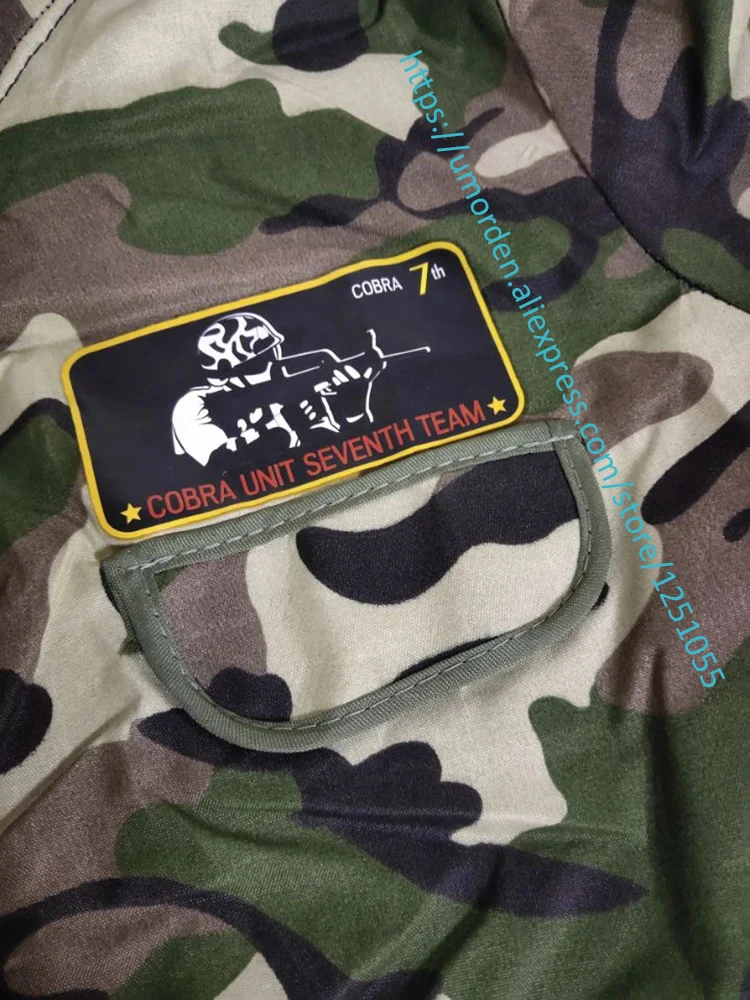 https://umorden.aliexpress.com/store/1251055
COBRA 7th
COBRA UNIT SEVENTH TEAM